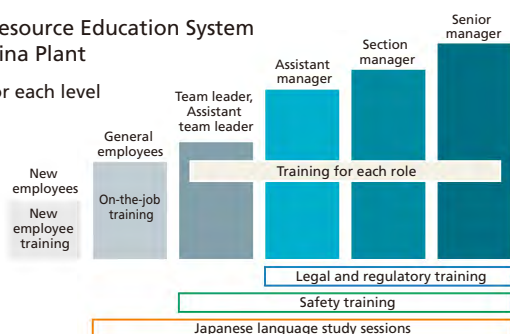 esource Education System
ina Plant
or each level
Senior
manager
Section
manager
Assistant
manager
Team leader,
Assistant
team leader
General
employees
New
employees
Training for each role
On-the-job
training
New
employee
training
Legal and regulatory training
Safety training
Japanese language study sessions